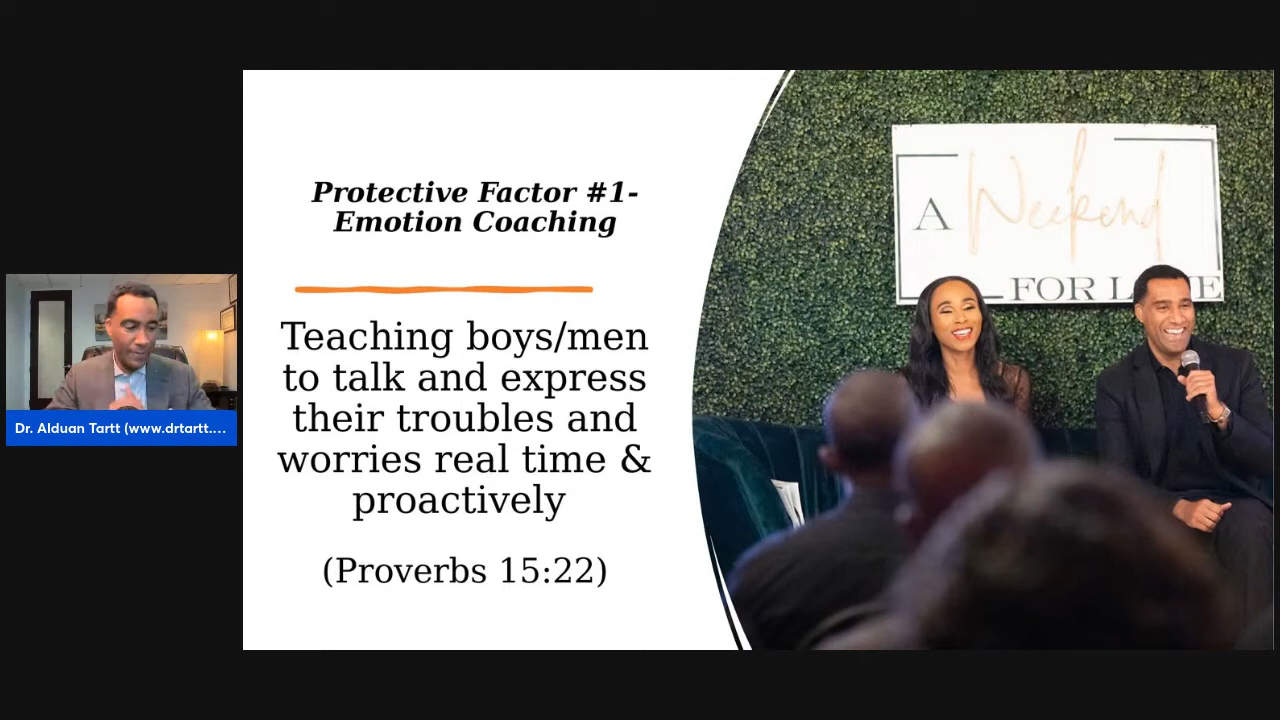 Protective Factor #1-
Emotion Coaching
Teaching boys/men
to talk and express
their troubles and
worries real time &
proactively
(Proverbs 15:22)
Dr. Alduan Tartt (www.drtartt....
A Weekend
FOR L